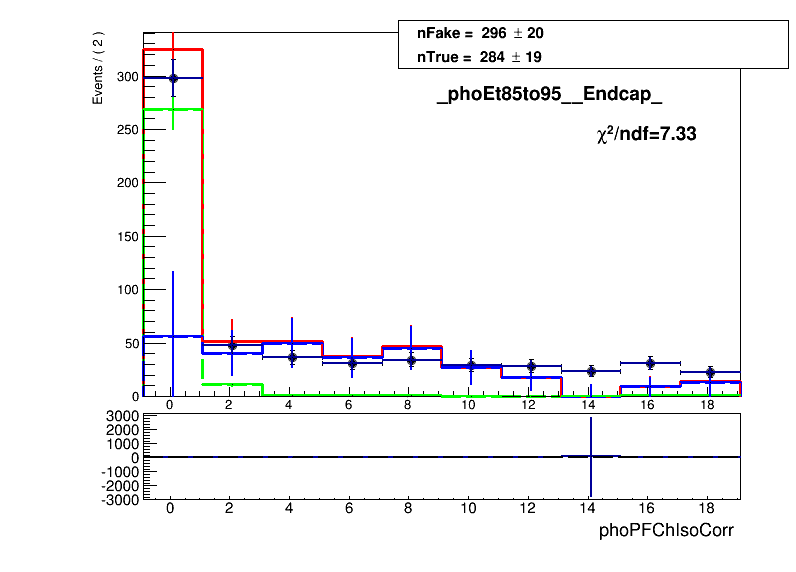 nFake = 296 ± 20
nTrue = 284 ± 19
_phoEt85to95__Endcap_
χ²/ndf=7.33
Events / ( 2 )
300
250
200
150
100
50
0
0 2 4 6 8 10 12 14 16 18
3000
2000
1000
0
-1000
-2000
-3000
0 2 4 6 8 10 12 14 16 18
phoPFChIsoCorr